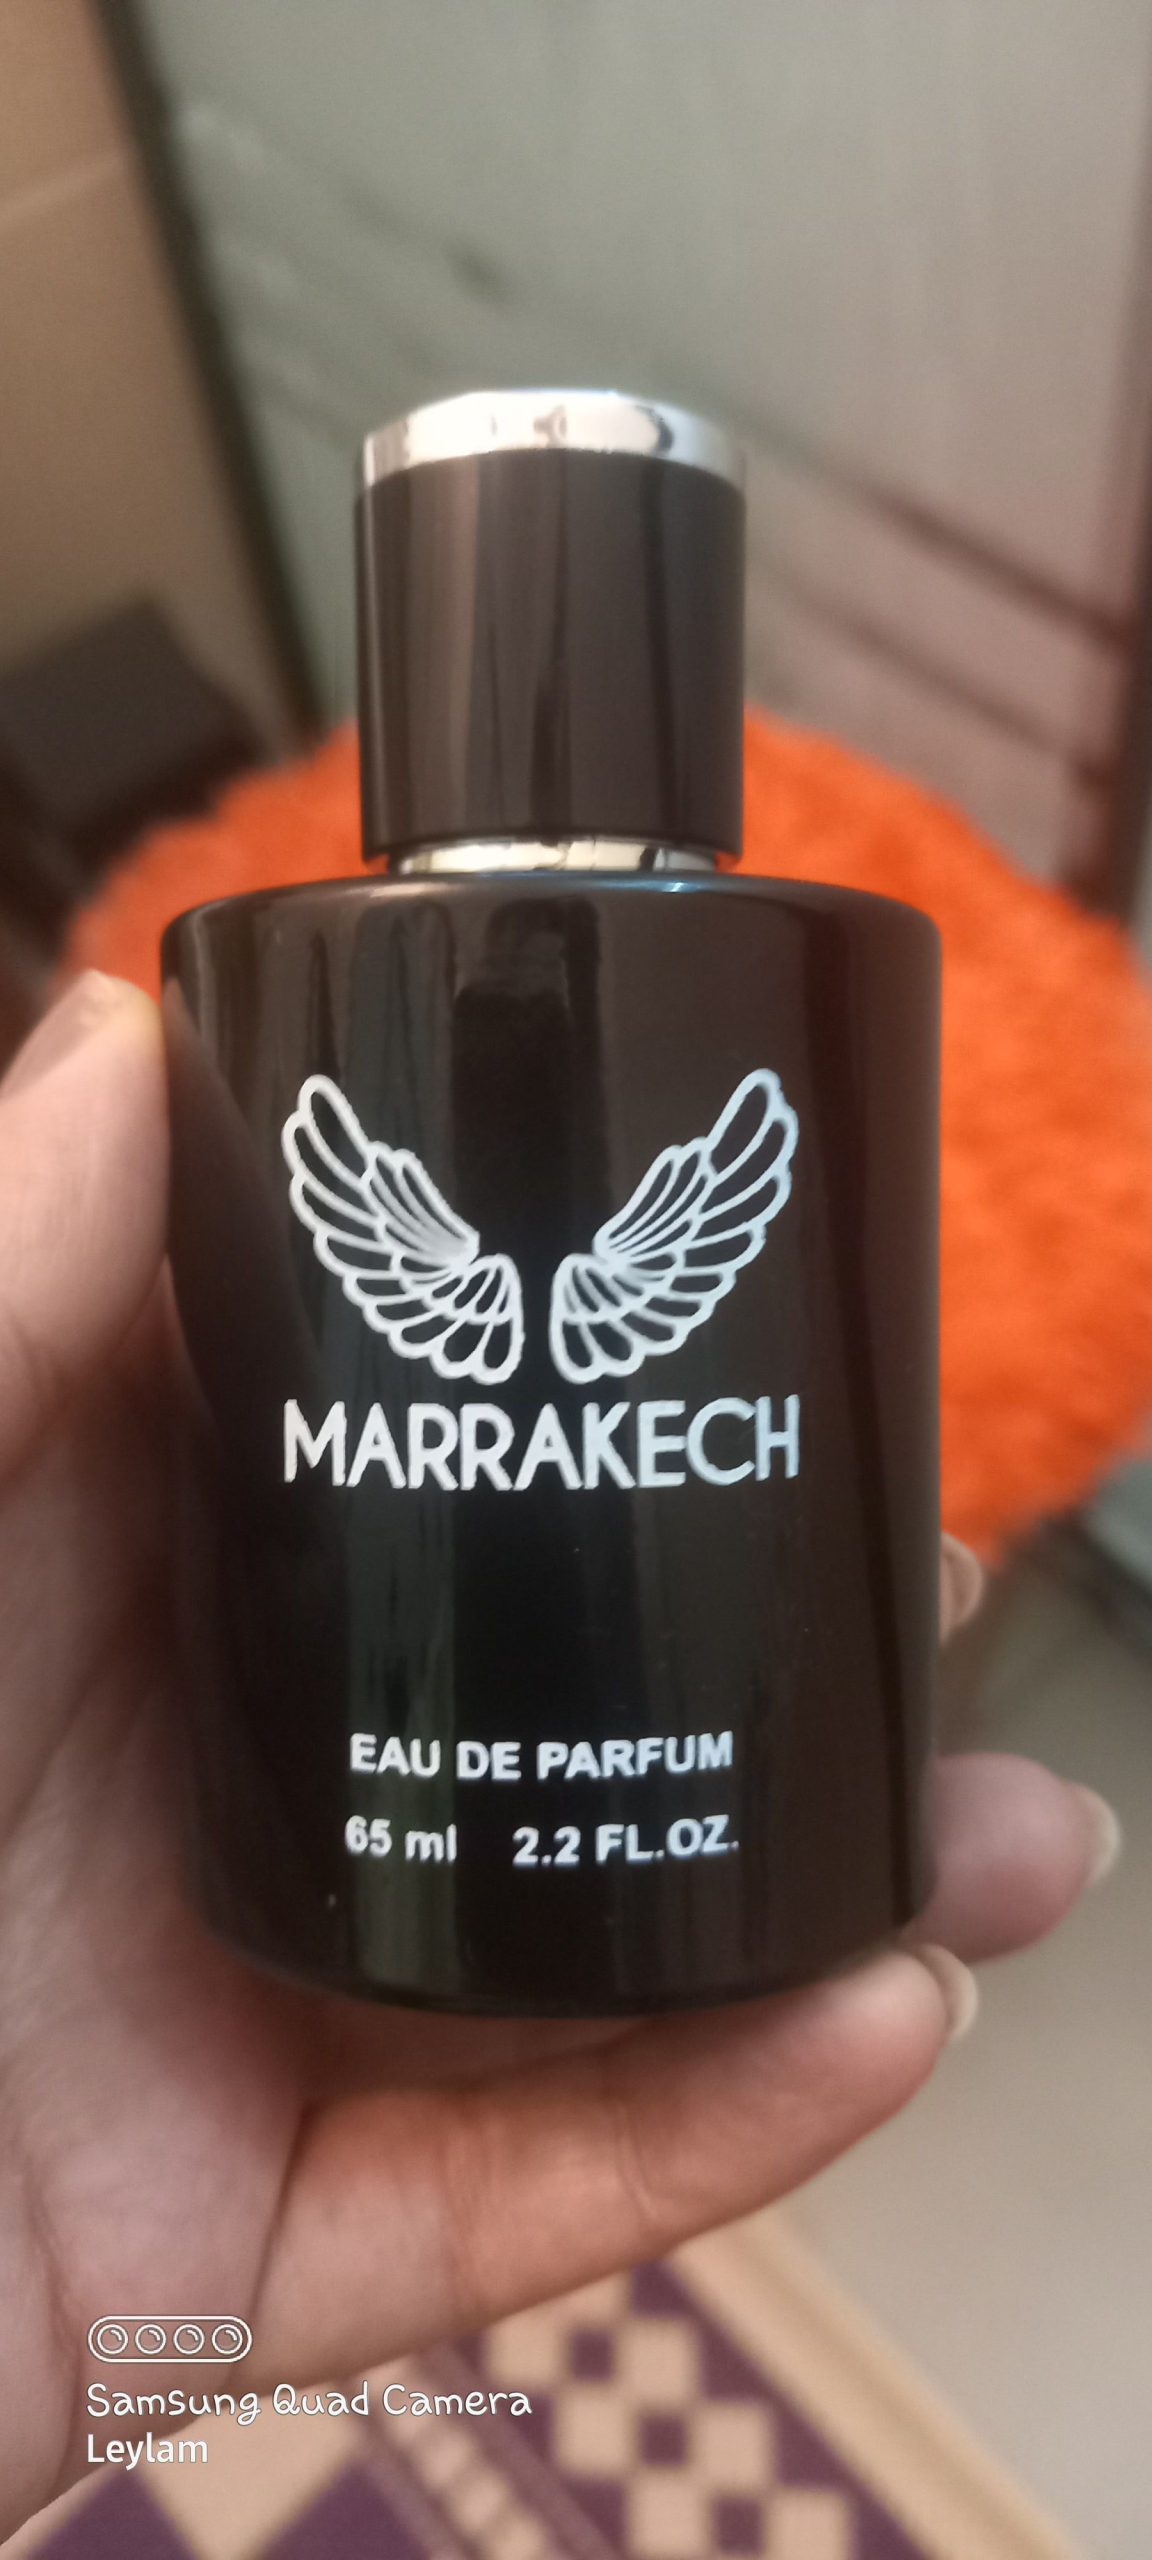 MARRAKECH
EAU DE PARFUM
65 ml 2.2 FL.OZ.
Samsung Quad Camera
Leylam